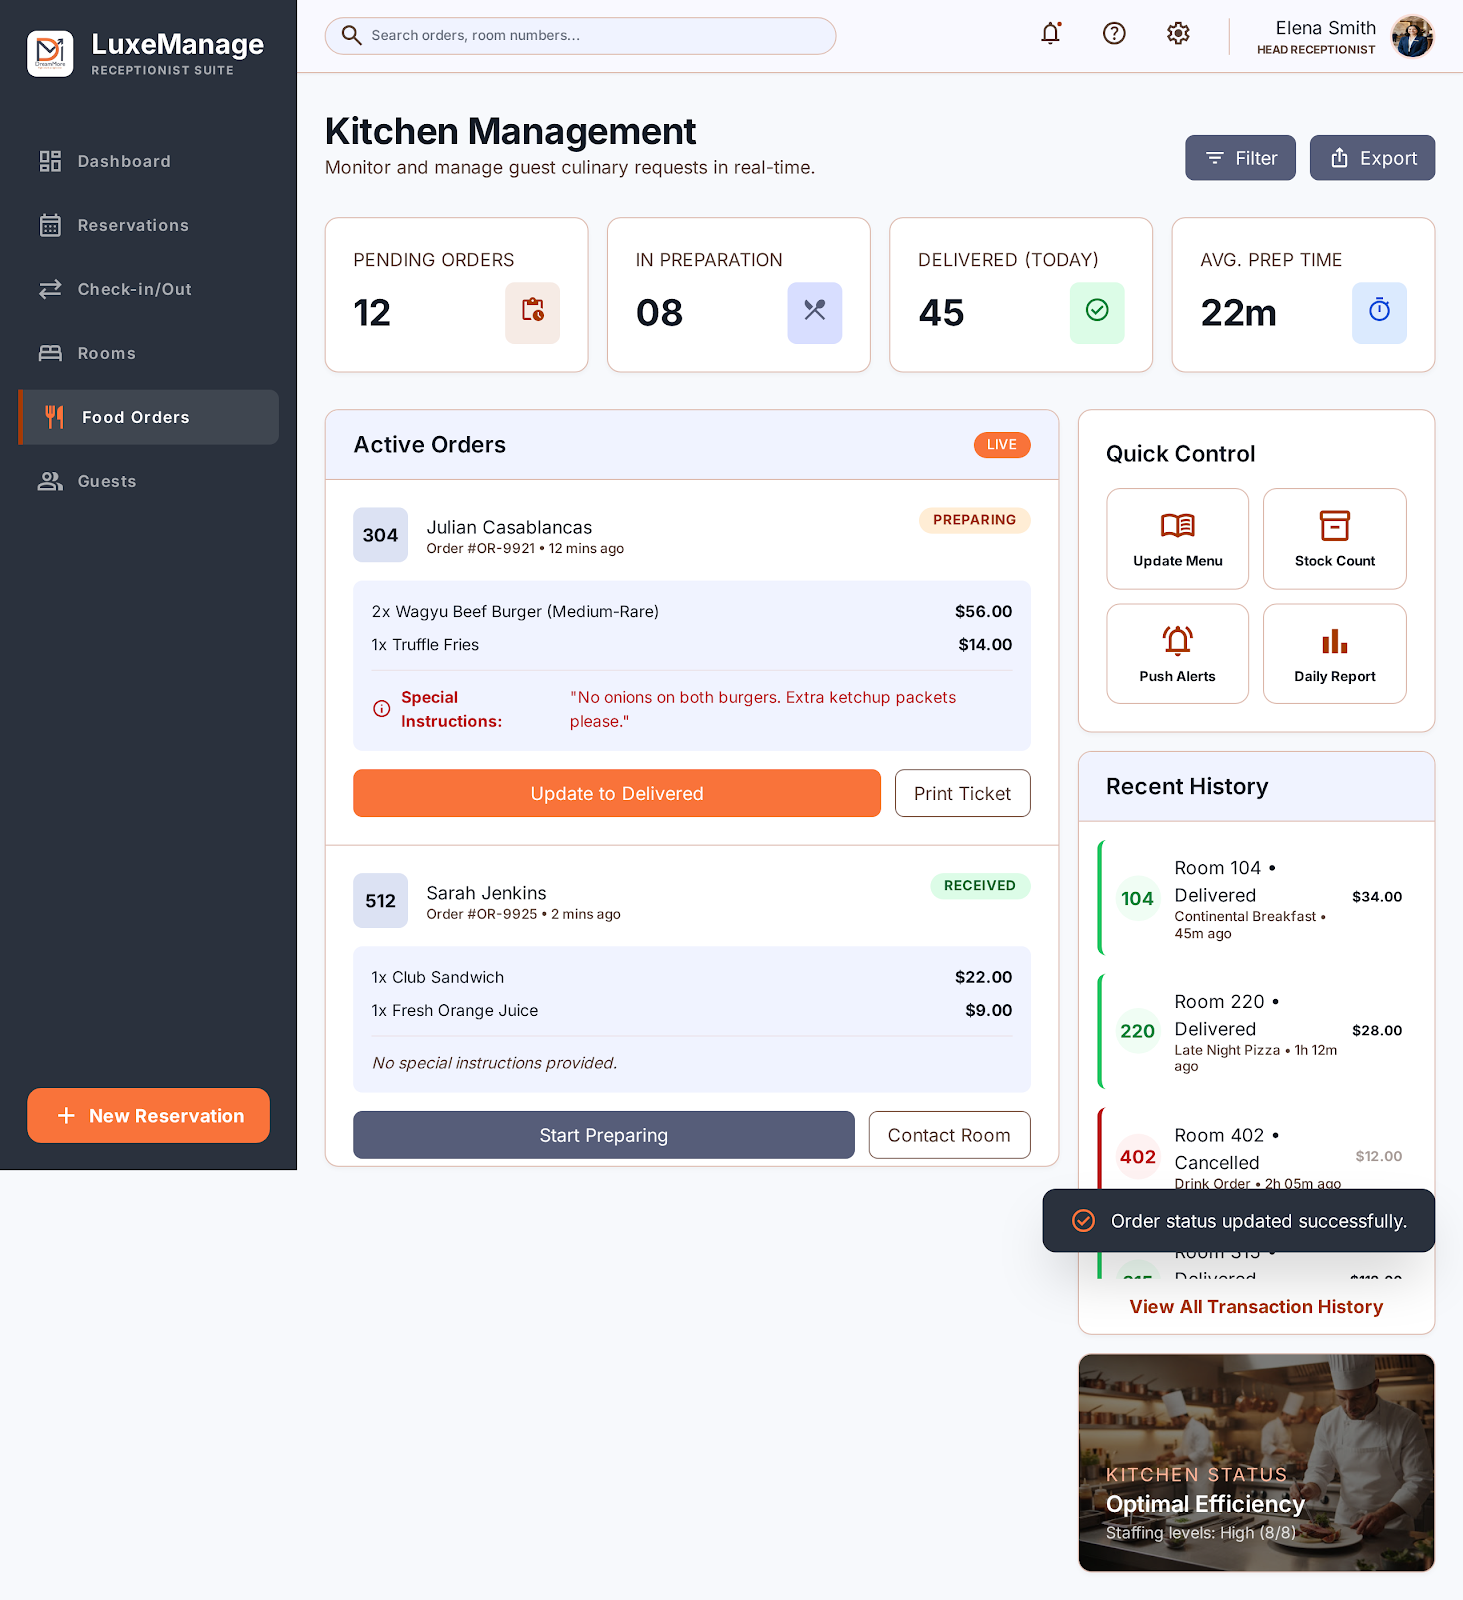 LuxeManage
RECEPTIONIST SUITE
Dashboard
Reservations
Check-in/Out
Rooms
Food Orders
Guests
New Reservation
Search orders, room numbers...
Elena Smith
HEAD RECEPTIONIST
Kitchen Management
Monitor and manage guest culinary requests in real-time.
Filter
Export
PENDING ORDERS
12
IN PREPARATION
08
DELIVERED (TODAY)
45
AVG. PREP TIME
22m
Active Orders
LIVE
304
Julian Casablancas
Order #OR-9921 • 12 mins ago
PREPARING
2x Wagyu Beef Burger (Medium-Rare)
$56.00
1x Truffle Fries
$14.00
Special
Instructions:
"No onions on both burgers. Extra ketchup packets
please."
Update to Delivered
Print Ticket
512
Sarah Jenkins
Order #OR-9925 • 2 mins ago
RECEIVED
1x Club Sandwich
$22.00
1x Fresh Orange Juice
$9.00
No special instructions provided.
Start Preparing
Contact Room
Quick Control
Update Menu
Stock Count
Push Alerts
Daily Report
Recent History
104
Room 104 •
Delivered
Continental Breakfast •
45m ago
$34.00
220
Room 220 •
Delivered
Late Night Pizza • 1h 12m
ago
$28.00
402
Room 402 •
Cancelled
Drink Order • 2h 05m ago
$12.00
Order status updated successfully.
Room 315 •
Delivered
View All Transaction History
KITCHEN STATUS
Optimal Efficiency
Staffing levels: High (8/8)